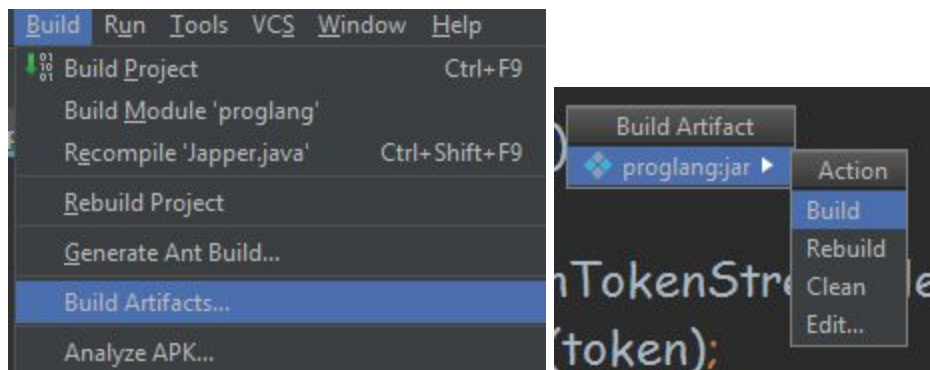 Build Run Tools VCS Window Help
Build Project Ctrl+F9
Build Module 'proglang'
Recompile 'Japper.java' Ctrl+Shift+F9
Rebuild Project
Generate Ant Build...
Build Artifacts...
Analyze APK...
Build Artifact
proglang:jar
Action
Build
Rebuild
Clean
Edit...
nTokenStre
(token);